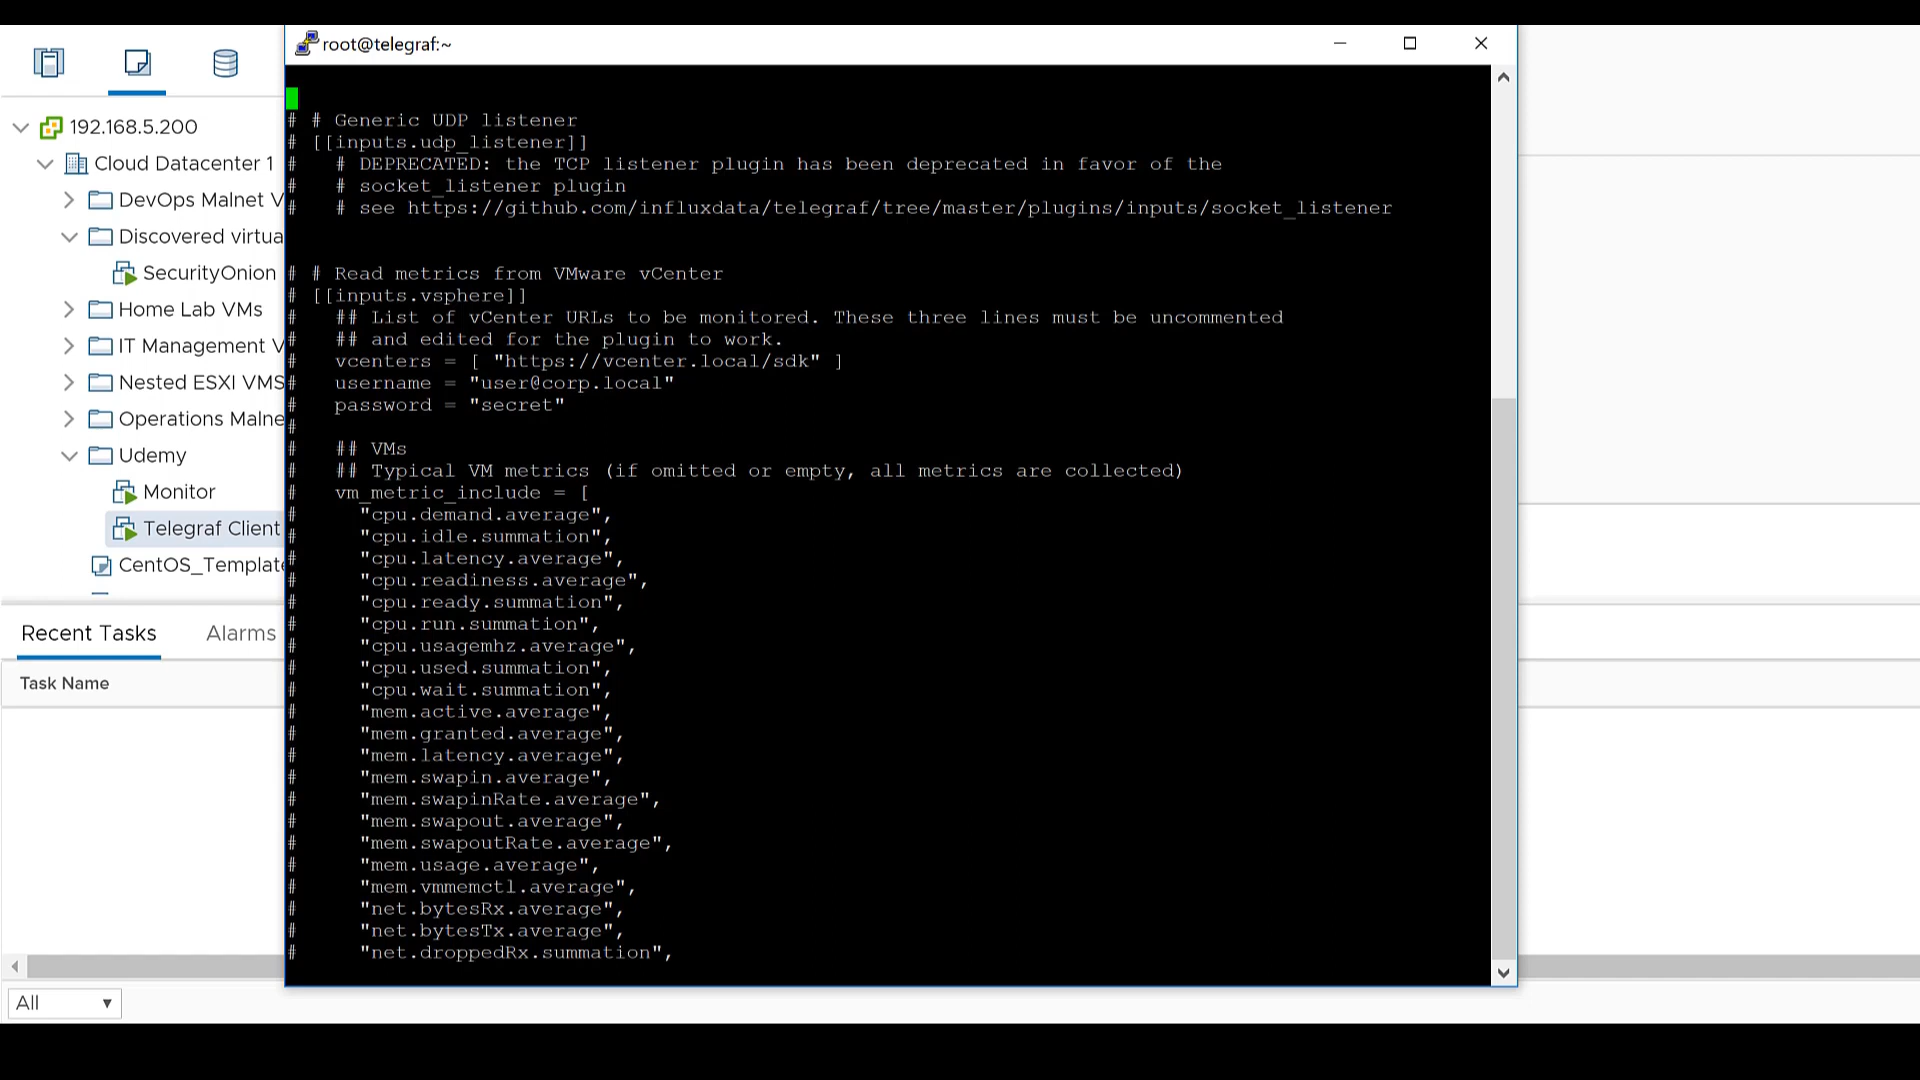 root@telegraf:~
192.168.5.200
Cloud Datacenter 1
DevOps Malnet V
Discovered virtua
SecurityOnion
Home Lab VMs
IT Management V
Nested ESXI VMS
Operations Malne
Udemy
Monitor
Telegraf Client
CentOS_Template
Recent Tasks
Alarms
Task Name
All
# # Generic UDP listener
# [[inputs.udp_listener]]
#   # DEPRECATED: the TCP listener plugin has been deprecated in favor of the
#   # socket_listener plugin
#   # see https://github.com/influxdata/telegraf/tree/master/plugins/inputs/socket_listener
# # Read metrics from VMware vCenter
# [[inputs.vsphere]]
#   ## List of vCenter URLs to be monitored. These three lines must be uncommented
#   ## and edited for the plugin to work.
#   vcenters = [ "https://vcenter.local/sdk" ]
#   username = "user@corp.local"
#   password = "secret"
#
#   ## VMs
#   ## Typical VM metrics (if omitted or empty, all metrics are collected)
#   vm_metric_include = [
#     "cpu.demand.average",
#     "cpu.idle.summation",
#     "cpu.latency.average",
#     "cpu.readiness.average",
#     "cpu.ready.summation",
#     "cpu.run.summation",
#     "cpu.usagemhz.average",
#     "cpu.used.summation",
#     "cpu.wait.summation",
#     "mem.active.average",
#     "mem.granted.average",
#     "mem.latency.average",
#     "mem.swapin.average",
#     "mem.swapinRate.average",
#     "mem.swapout.average",
#     "mem.swapoutRate.average",
#     "mem.usage.average",
#     "mem.vmmemctl.average",
#     "net.bytesRx.average",
#     "net.bytesTx.average",
#     "net.droppedRx.summation",